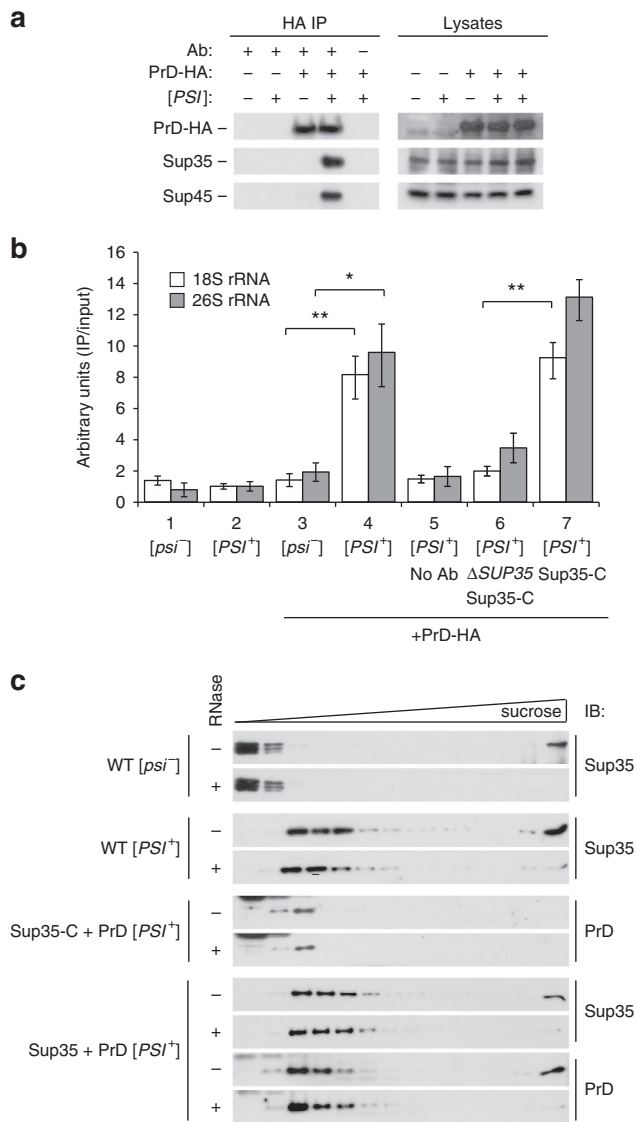 a
HA IP Lysates
Ab: + + + + –
PrD-HA: – – + + + – – + + +
[PSI]: – + – + + – + – + +
PrD-HA –
Sup35 –
Sup45 –
b
16
14
12
10
8
6
4
2
0
Arbitrary units (IP/input)
18S rRNA
26S rRNA
** * **
1 2 3 4 5 6 7
[psi⁻] [PSI⁺] [psi⁻] [PSI⁺] [PSI⁺] [PSI⁺] [PSI⁺]
No Ab ΔSUP35 Sup35-C
Sup35-C
+PrD-HA
c
RNase
sucrose IB:
WT [psi⁻] – + Sup35
WT [PSI⁺] – + Sup35
Sup35-C + PrD [PSI⁺] – + PrD
Sup35 + PrD [PSI⁺] – + Sup35
– + PrD